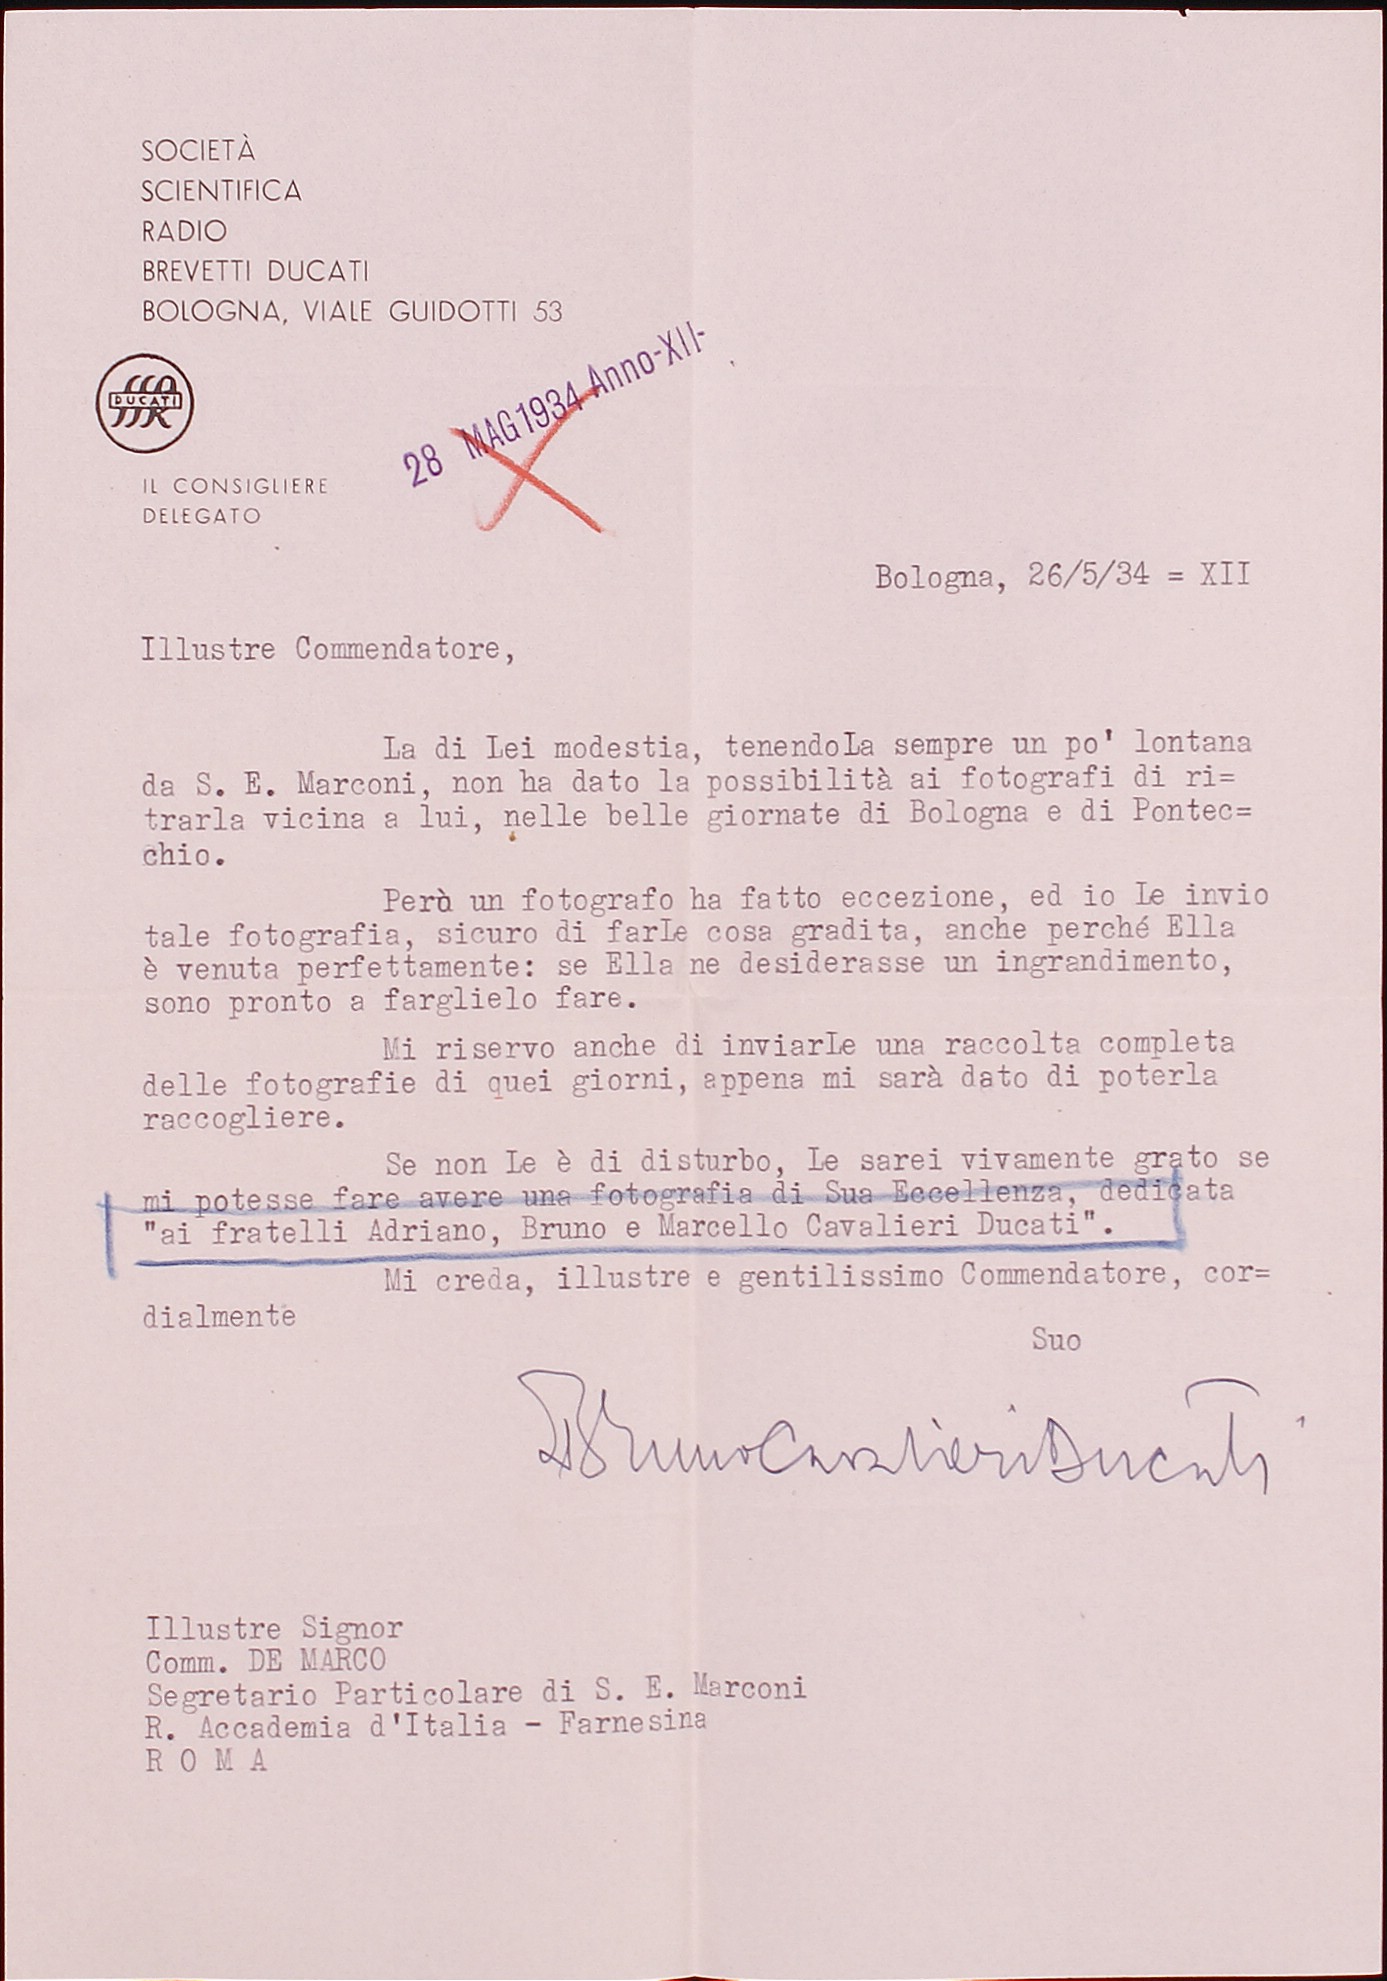 SOCIETÀ
SCIENTIFICA
RADIO
BREVETTI DUCATI
BOLOGNA, VIALE GUIDOTTI 53
SSR
DUCATI
28 MAG 1934 Anno-XII-
IL CONSIGLIERE
DELEGATO
Bologna, 26/5/34 = XII
Illustre Commendatore,
La di Lei modestia, tenendoLa sempre un po' lontana
da S. E. Marconi, non ha dato la possibilità ai fotografi di ri=
trarla vicina a lui, nelle belle giornate di Bologna e di Pontec=
chio.
Però un fotografo ha fatto eccezione, ed io Le invio
tale fotografia, sicuro di farLe cosa gradita, anche perché Ella
è venuta perfettamente: se Ella ne desiderasse un ingrandimento,
sono pronto a farglielo fare.
Mi riservo anche di inviarLe una raccolta completa
delle fotografie di quei giorni, appena mi sarà dato di poterla
raccogliere.
Se non Le è di disturbo, Le sarei vivamente grato se
mi potesse fare avere una fotografia di Sua Eccellenza, dedicata
"ai fratelli Adriano, Bruno e Marcello Cavalieri Ducati".
Mi creda, illustre e gentilissimo Commendatore, cor=
dialmente
Suo
Bruno Cavalieri Ducati
Illustre Signor
Comm. DE MARCO
Segretario Particolare di S. E. Marconi
R. Accademia d'Italia - Farnesina
R O M A